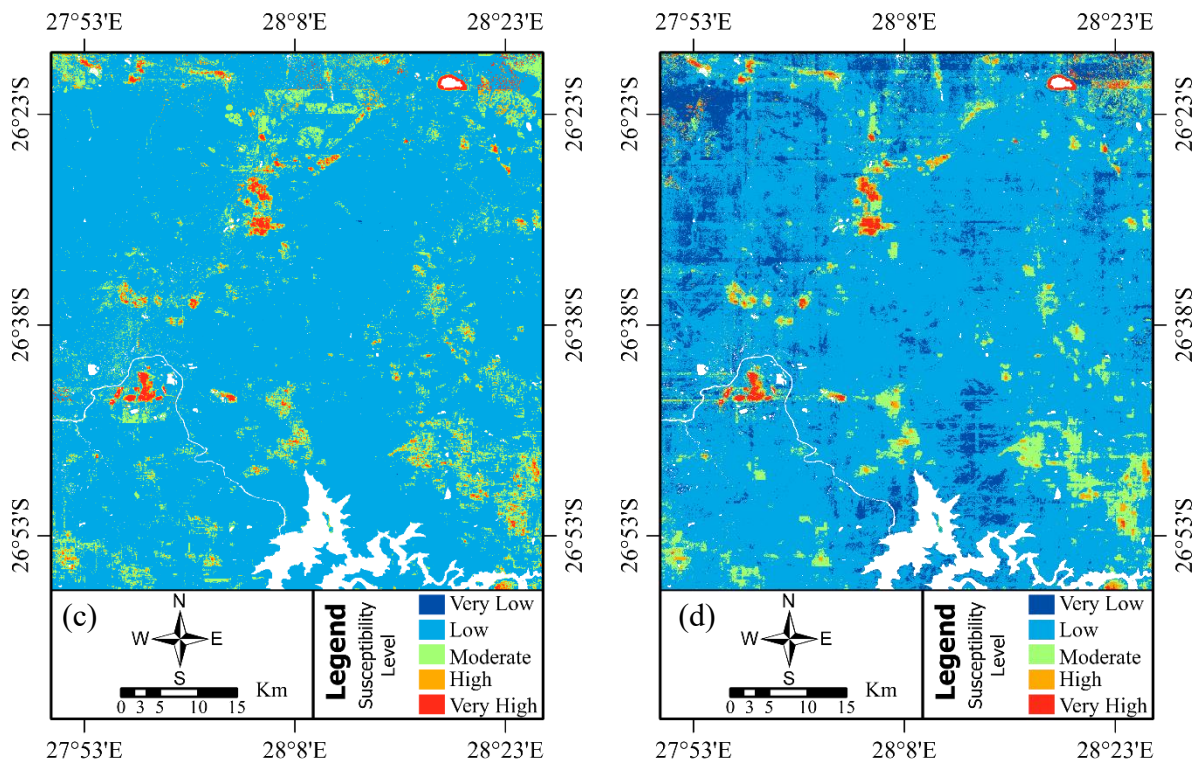 27°53'E 28°8'E 28°23'E
26°23'S
26°38'S
26°53'S
(c)
N
W E
S
Km
0 3 5 10 15
Legend
Susceptibility
Level
Very Low
Low
Moderate
High
Very High
27°53'E 28°8'E 28°23'E
26°23'S
26°38'S
26°53'S
27°53'E 28°8'E 28°23'E
26°23'S
26°38'S
26°53'S
(d)
N
W E
S
Km
0 3 5 10 15
Legend
Susceptibility
Level
Very Low
Low
Moderate
High
Very High
27°53'E 28°8'E 28°23'E
26°23'S
26°38'S
26°53'S